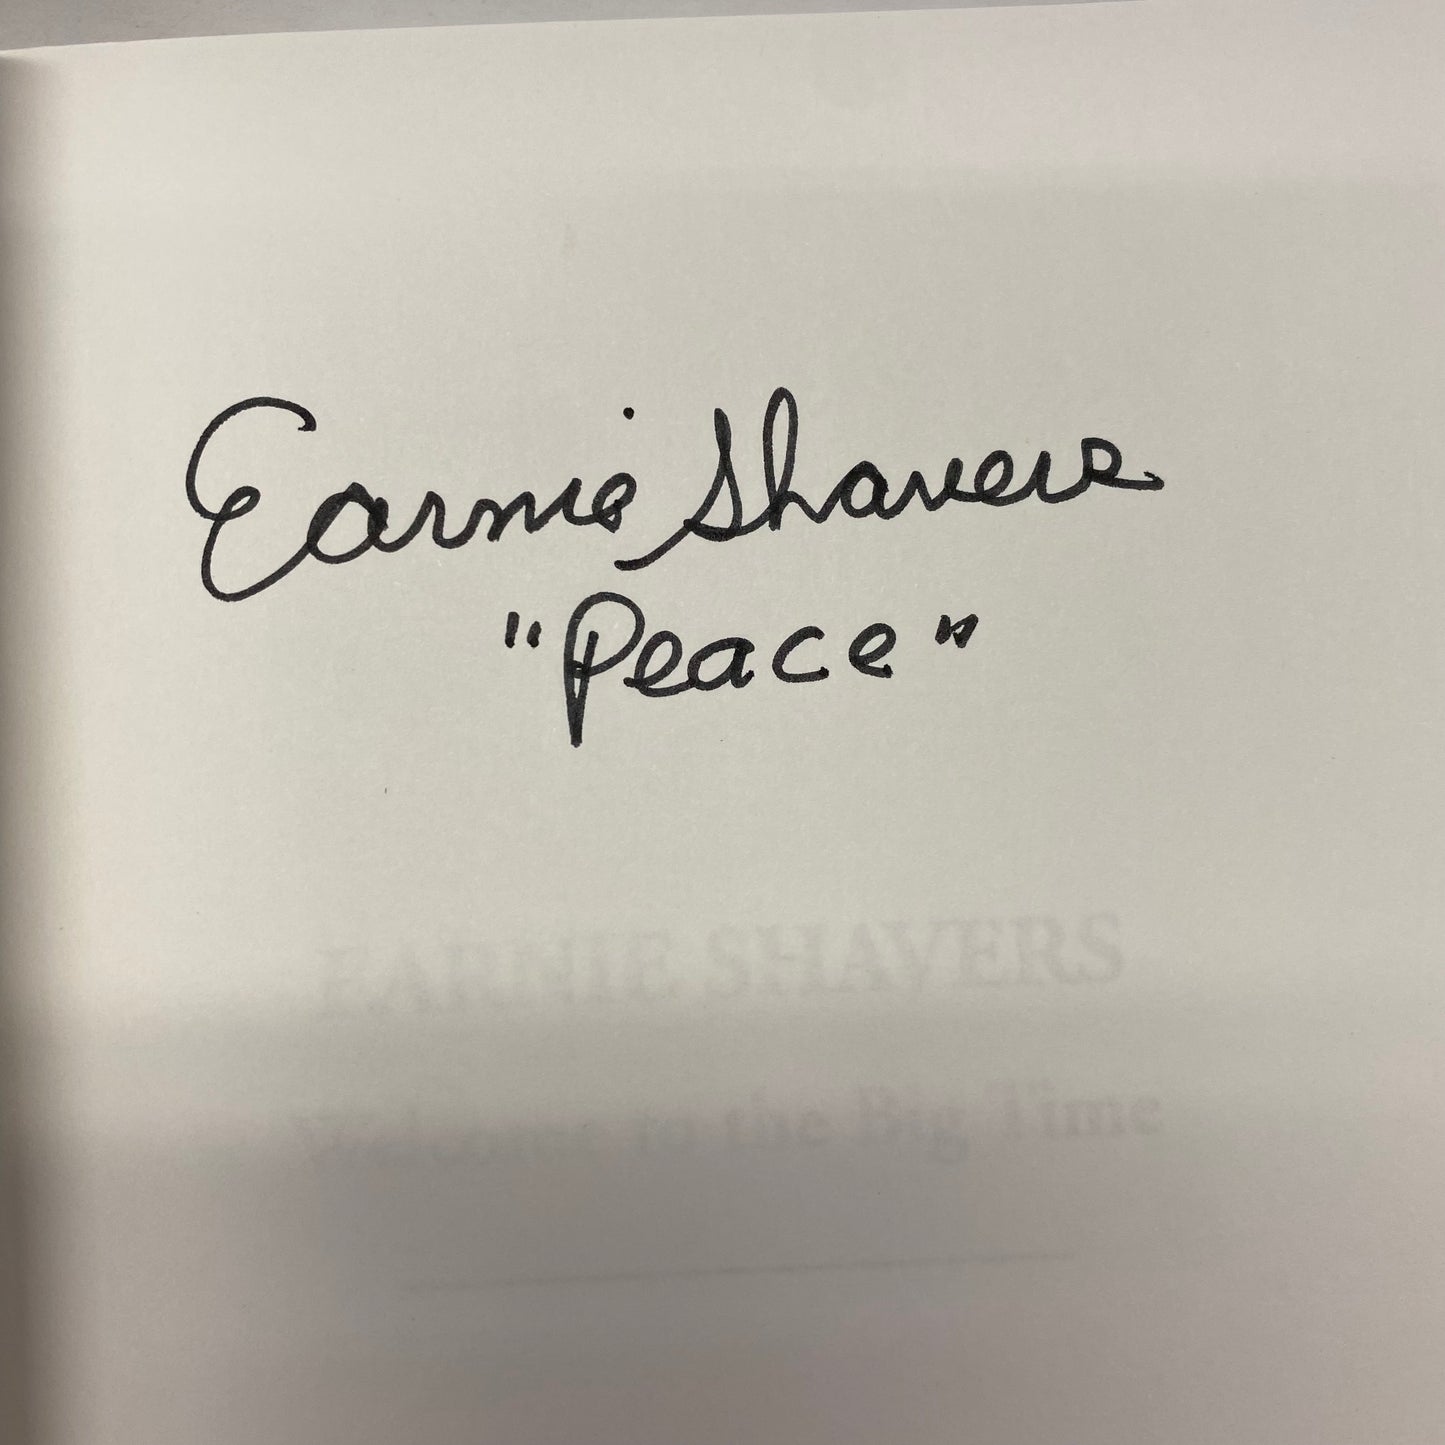 Earnie Shavers
"Peace"
EARNIE SHAVERS
Welcome to the Big Time